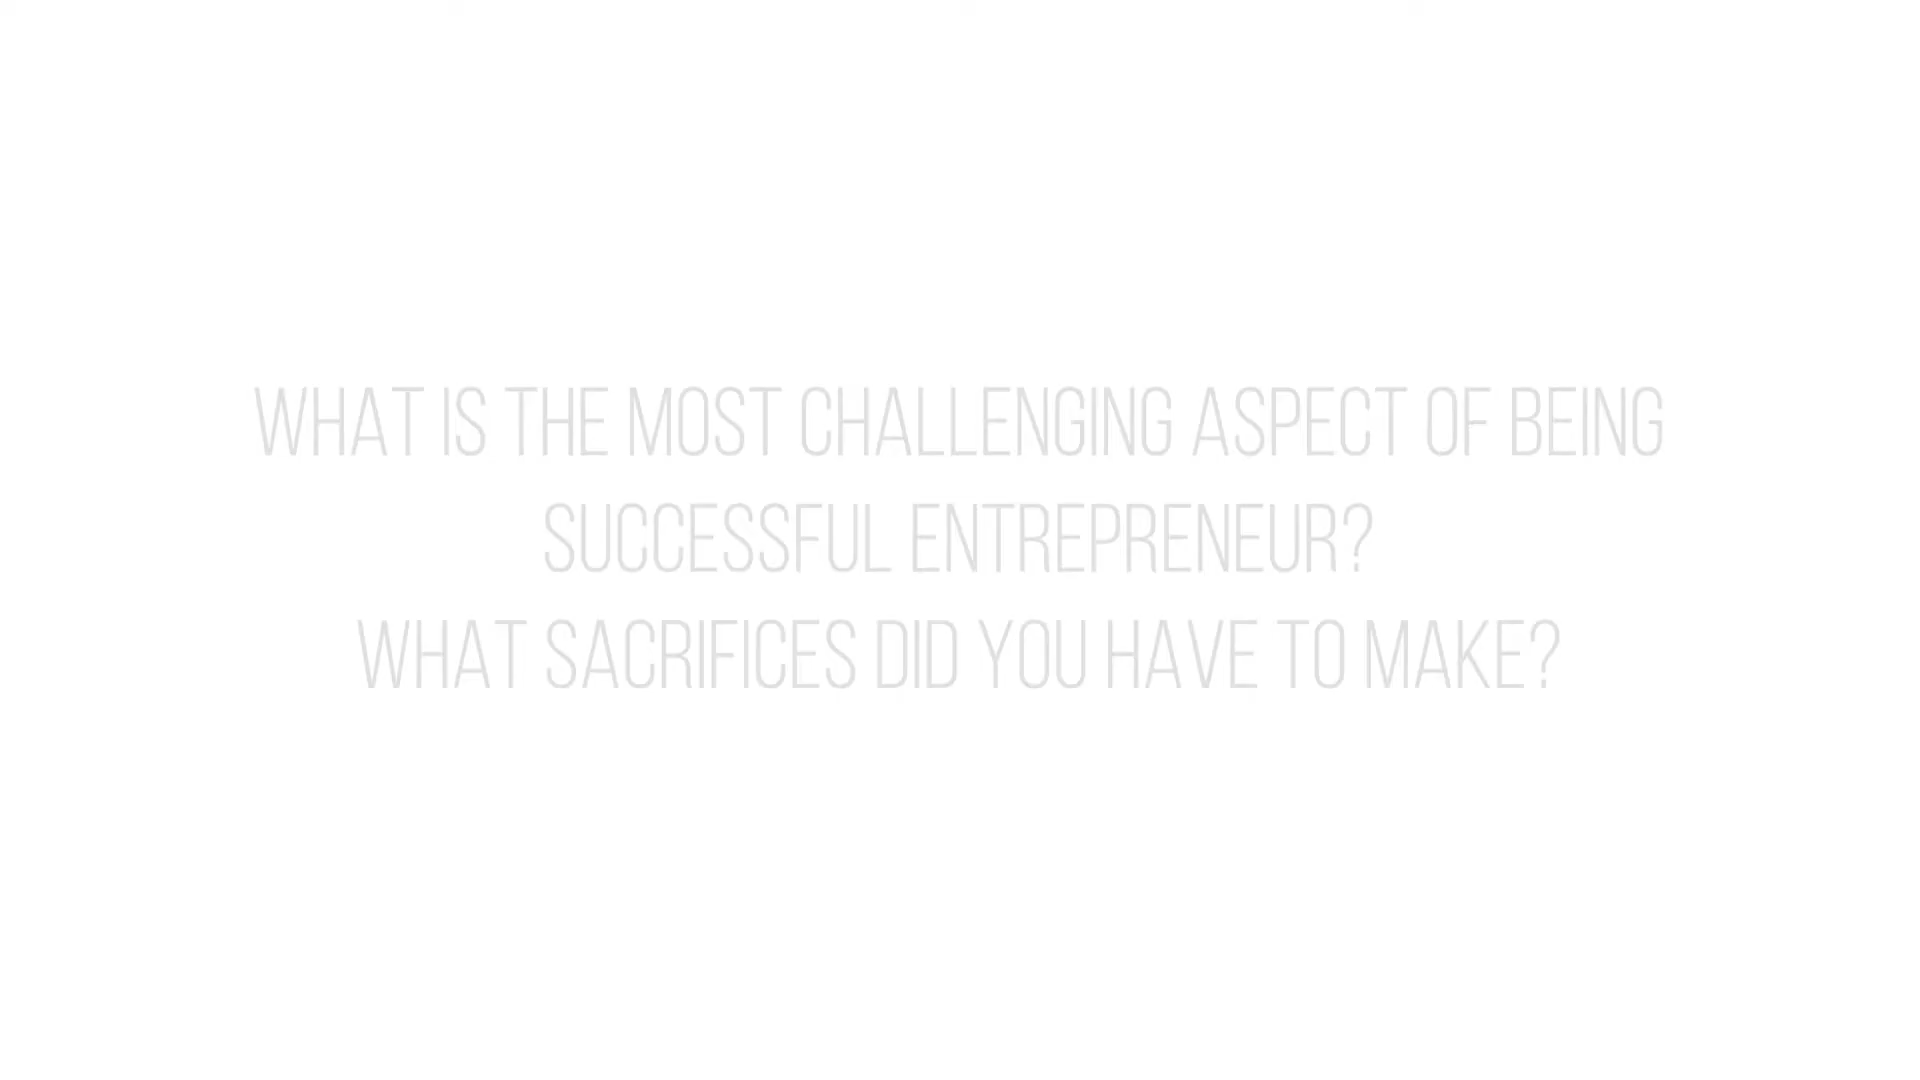 WHAT IS THE MOST CHALLENGING ASPECT OF BEING
SUCCESSFUL ENTREPRENEUR?
WHAT SACRIFICES DID YOU HAVE TO MAKE?